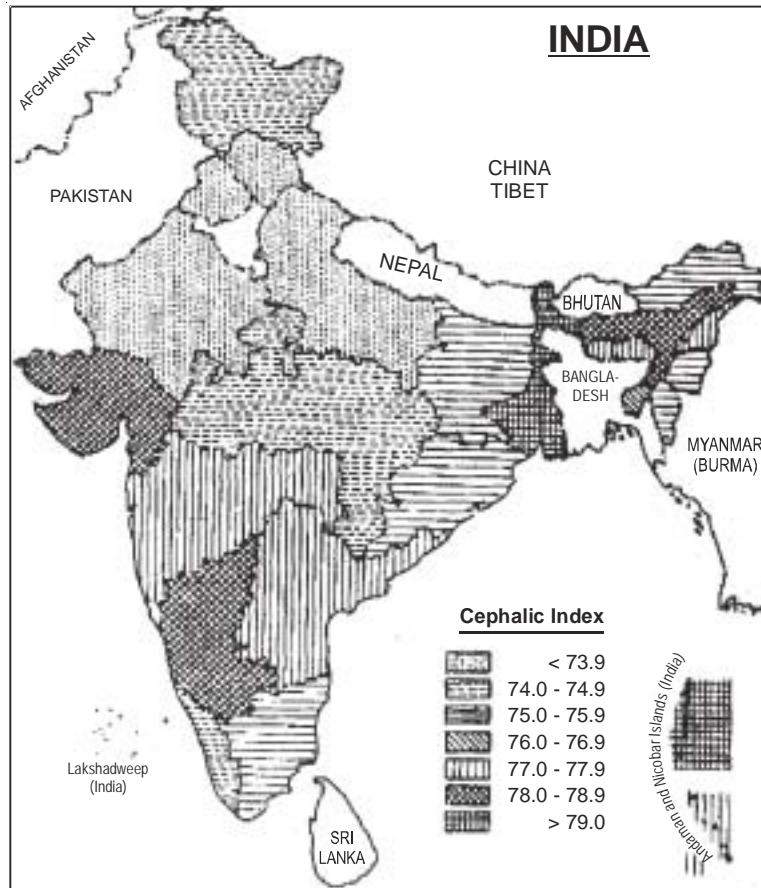 INDIA
AFGHANISTAN
CHINA
TIBET
PAKISTAN
NEPAL
BHUTAN
BANGLA-
DESH
MYANMAR
(BURMA)
Cephalic Index
< 73.9
74.0 - 74.9
75.0 - 75.9
76.0 - 76.9
77.0 - 77.9
78.0 - 78.9
> 79.0
Andaman and Nicobar Islands (India)
Lakshadweep
(India)
SRI
LANKA